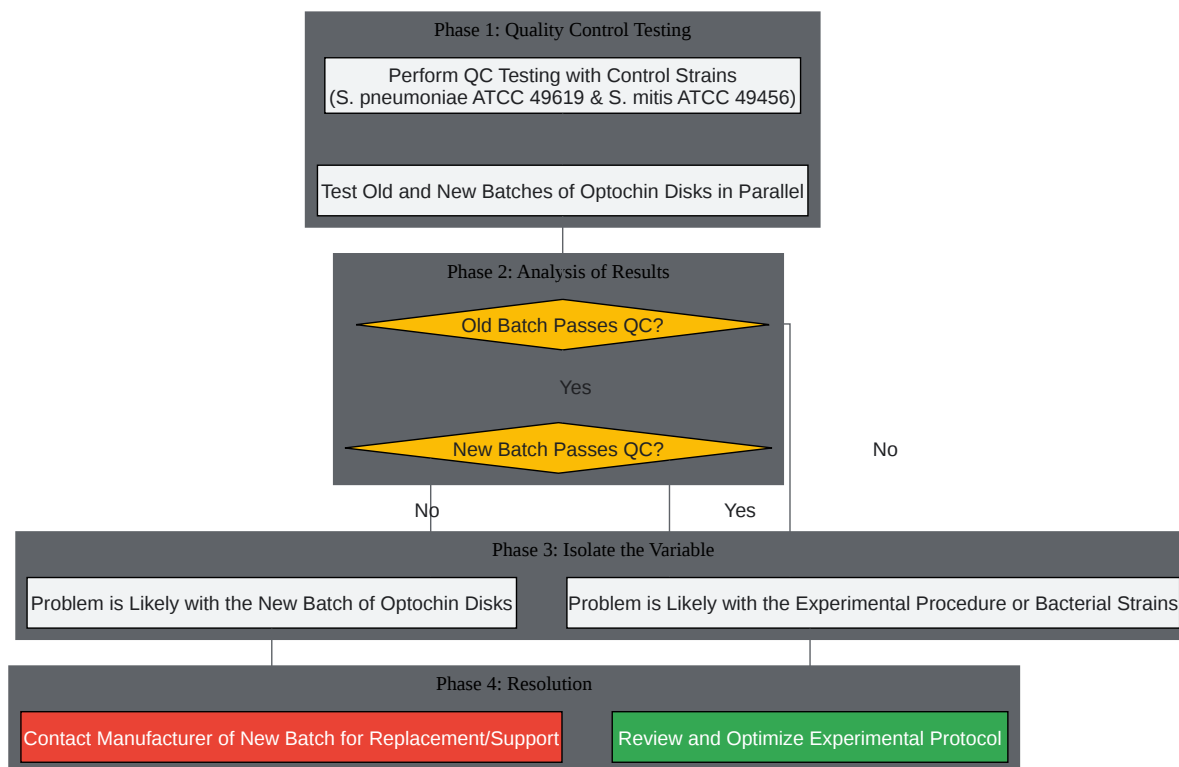 Phase 1: Quality Control Testing
Perform QC Testing with Control Strains
(S. pneumoniae ATCC 49619 & S. mitis ATCC 49456)
Test Old and New Batches of Optochin Disks in Parallel
Phase 2: Analysis of Results
Old Batch Passes QC?
Yes
New Batch Passes QC?
No
No
Yes
Phase 3: Isolate the Variable
Problem is Likely with the New Batch of Optochin Disks
Problem is Likely with the Experimental Procedure or Bacterial Strains
Phase 4: Resolution
Contact Manufacturer of New Batch for Replacement/Support
Review and Optimize Experimental Protocol